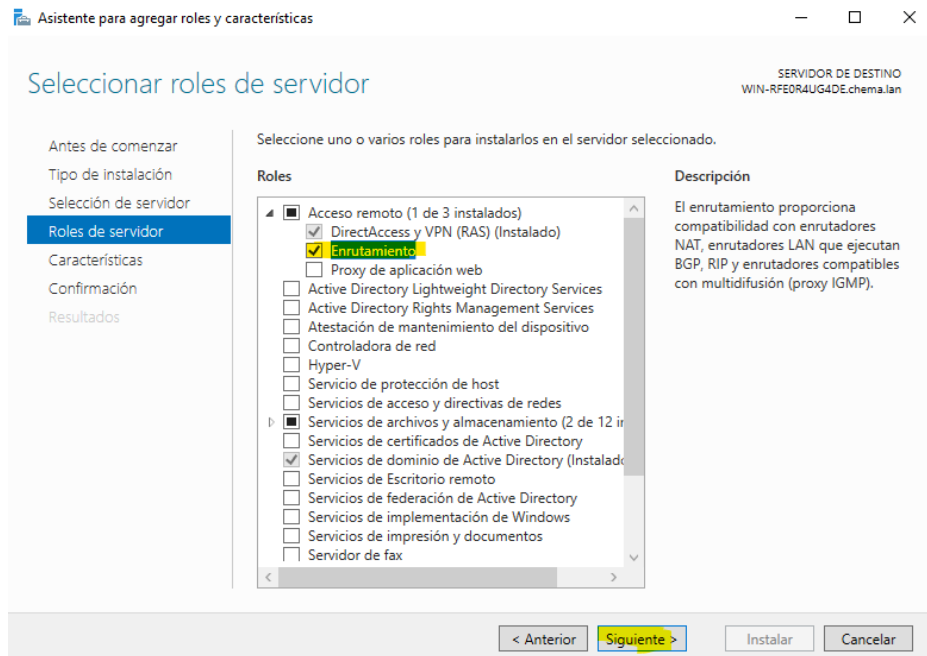 Asistente para agregar roles y características
Seleccionar roles de servidor
SERVIDOR DE DESTINO
WIN-RFE0R4UG4DE.chema.lan
Antes de comenzar
Tipo de instalación
Selección de servidor
Roles de servidor
Características
Confirmación
Resultados
Seleccione uno o varios roles para instalarlos en el servidor seleccionado.
Roles
Acceso remoto (1 de 3 instalados)
DirectAccess y VPN (RAS) (Instalado)
Enrutamiento
Proxy de aplicación web
Active Directory Lightweight Directory Services
Active Directory Rights Management Services
Atestación de mantenimiento del dispositivo
Controladora de red
Hyper-V
Servicio de protección de host
Servicios de acceso y directivas de redes
Servicios de archivos y almacenamiento (2 de 12 in
Servicios de certificados de Active Directory
Servicios de dominio de Active Directory (Instalado
Servicios de Escritorio remoto
Servicios de federación de Active Directory
Servicios de implementación de Windows
Servicios de impresión y documentos
Servidor de fax
Descripción
El enrutamiento proporciona
compatibilidad con enrutadores
NAT, enrutadores LAN que ejecutan
BGP, RIP y enrutadores compatibles
con multidifusión (proxy IGMP).
< Anterior
Siguiente >
Instalar
Cancelar